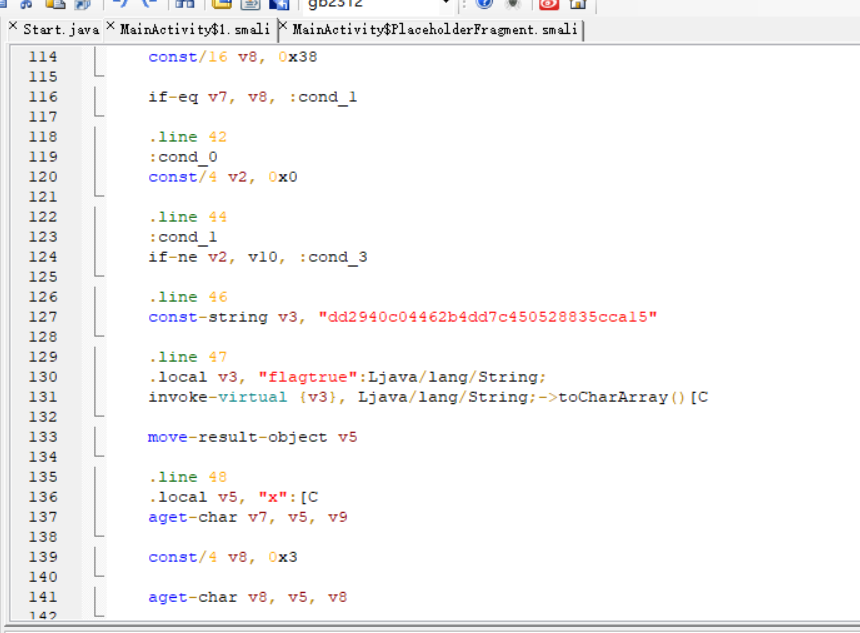 gb2312
Start.java MainActivity$1.smali MainActivity$PlaceholderFragment.smali
114 const/16 v8, 0x38
115
116 if-eq v7, v8, :cond_1
117
118 .line 42
119 :cond_0
120 const/4 v2, 0x0
121
122 .line 44
123 :cond_1
124 if-ne v2, v10, :cond_3
125
126 .line 46
127 const-string v3, "dd2940c04462b4dd7c450528835cca15"
128
129 .line 47
130 .local v3, "flagtrue":Ljava/lang/String;
131 invoke-virtual {v3}, Ljava/lang/String;->toCharArray()[C
132
133 move-result-object v5
134
135 .line 48
136 .local v5, "x":[C
137 aget-char v7, v5, v9
138
139 const/4 v8, 0x3
140
141 aget-char v8, v5, v8
142